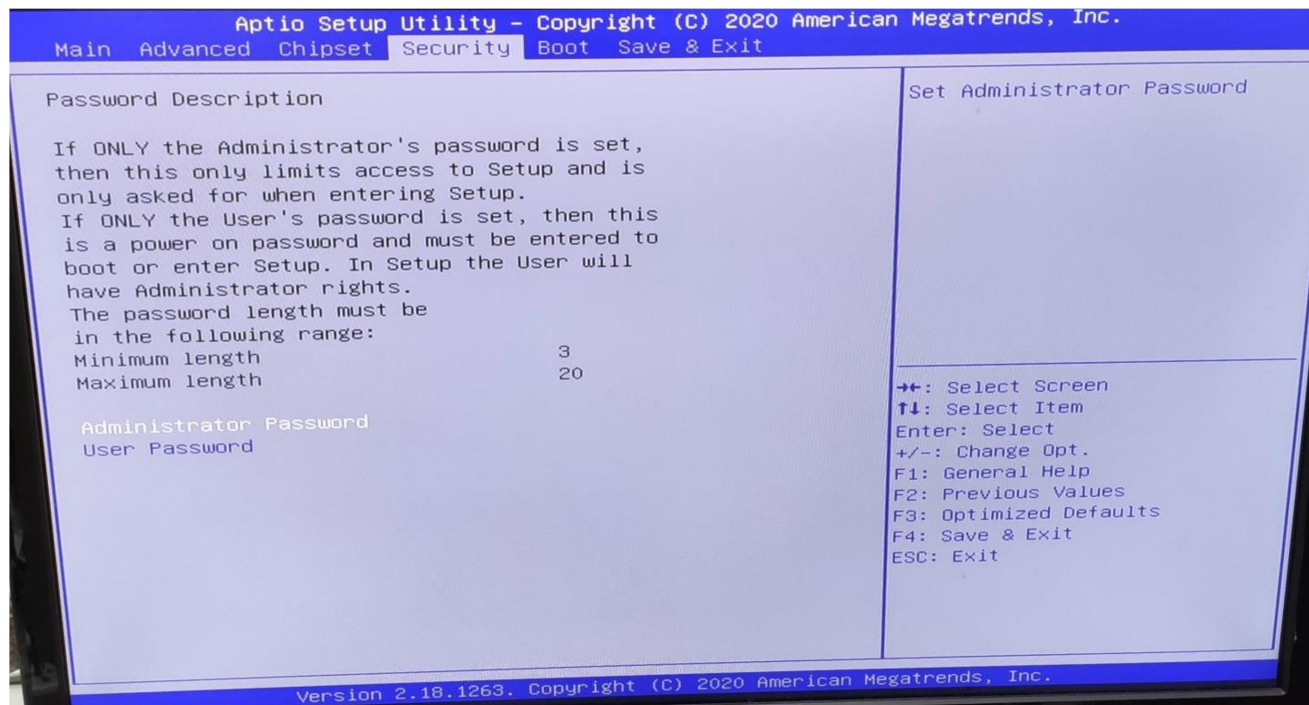 Aptio Setup Utility – Copyright (C) 2020 American Megatrends, Inc.
Main Advanced Chipset Security Boot Save & Exit
Password Description
If ONLY the Administrator's password is set,
then this only limits access to Setup and is
only asked for when entering Setup.
If ONLY the User's password is set, then this
is a power on password and must be entered to
boot or enter Setup. In Setup the User will
have Administrator rights.
The password length must be
in the following range:
Minimum length 3
Maximum length 20
Administrator Password
User Password
Set Administrator Password
→←: Select Screen
↑↓: Select Item
Enter: Select
+/-: Change Opt.
F1: General Help
F2: Previous Values
F3: Optimized Defaults
F4: Save & Exit
ESC: Exit
Version 2.18.1263. Copyright (C) 2020 American Megatrends, Inc.